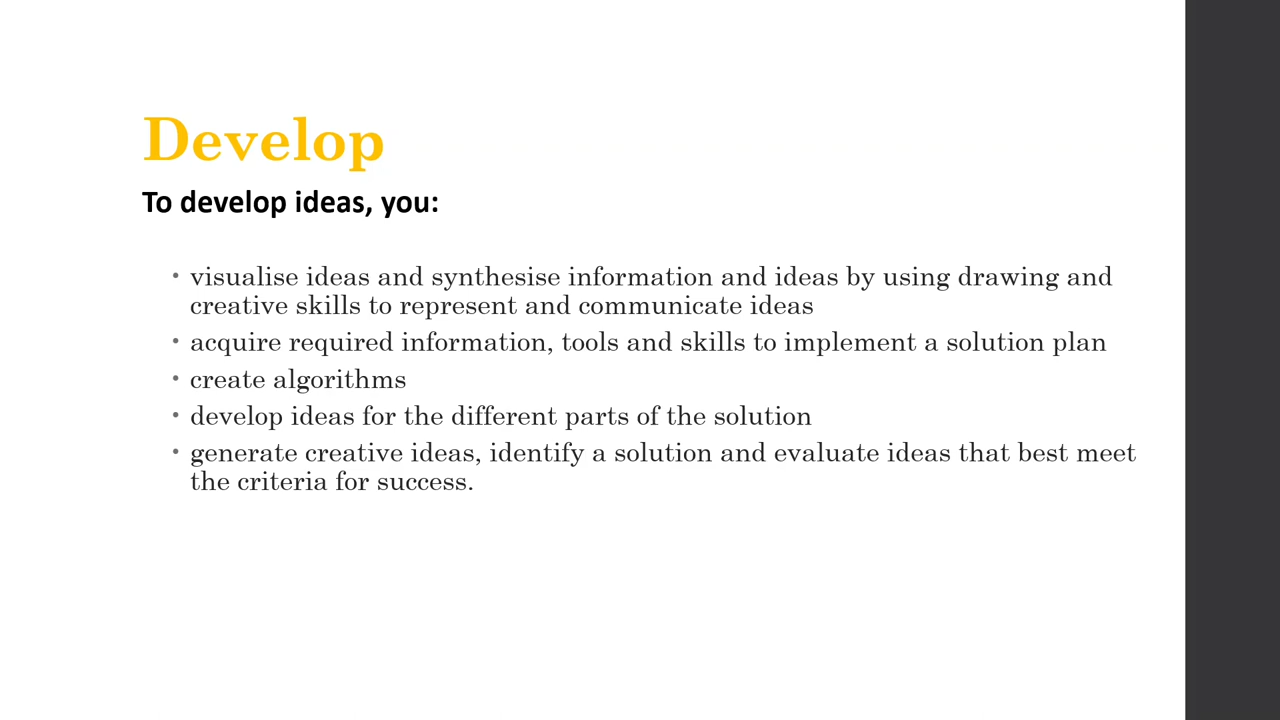 Develop
To develop ideas, you:
• visualise ideas and synthesise information and ideas by using drawing and
creative skills to represent and communicate ideas
• acquire required information, tools and skills to implement a solution plan
• create algorithms
• develop ideas for the different parts of the solution
• generate creative ideas, identify a solution and evaluate ideas that best meet
the criteria for success.